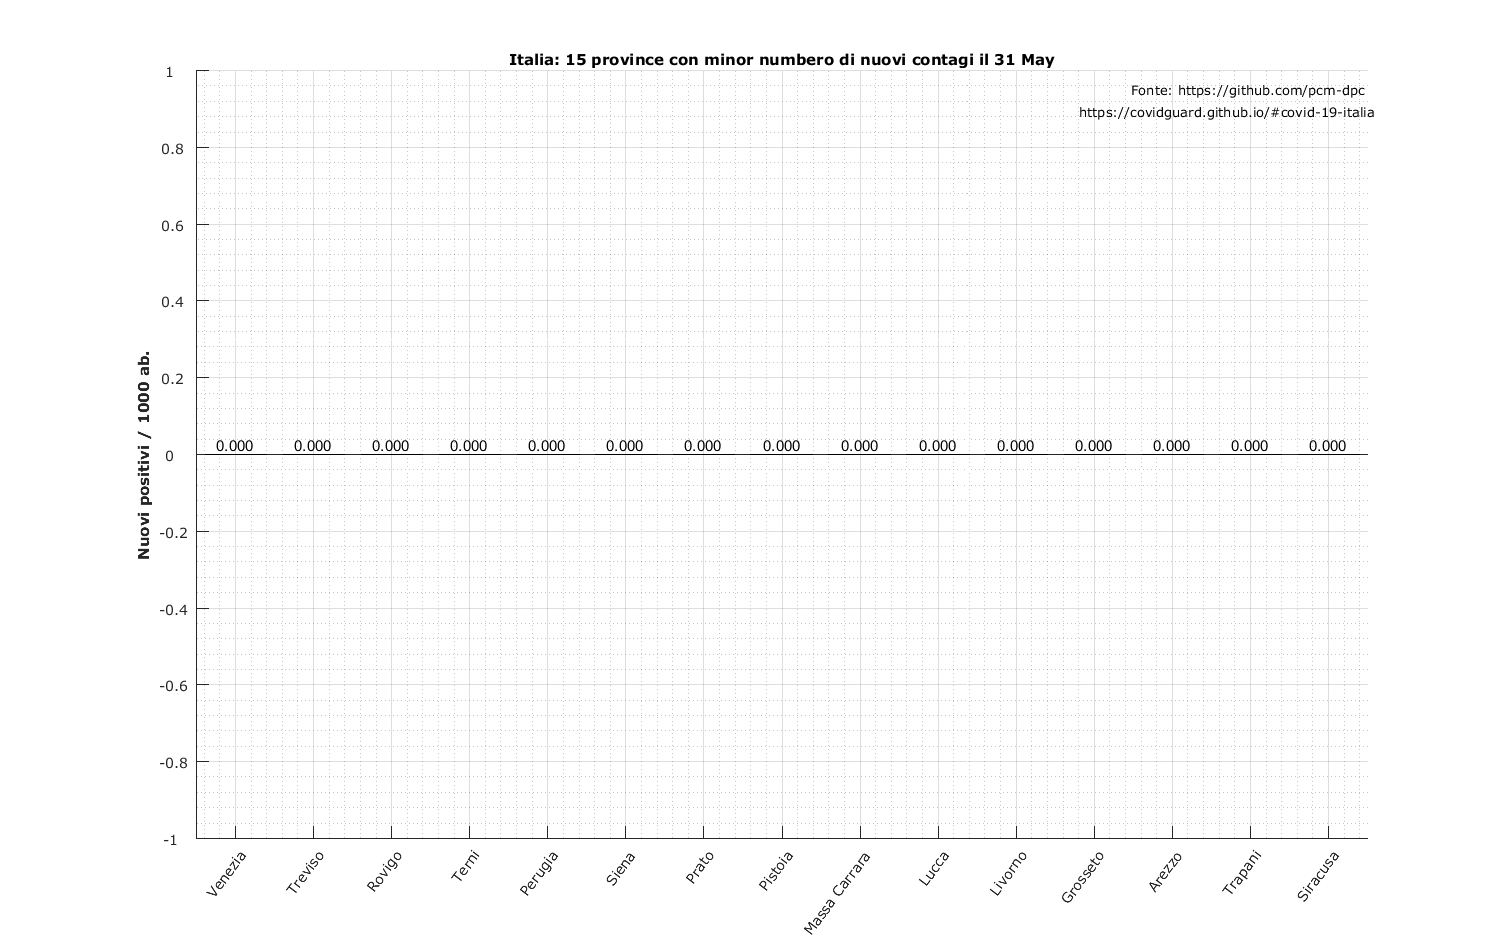 Italia: 15 province con minor numbero di nuovi contagi il 31 May
Fonte: https://github.com/pcm-dpc
https://covidguard.github.io/#covid-19-italia
Nuovi positivi / 1000 ab.
1
0.8
0.6
0.4
0.2
0
-0.2
-0.4
-0.6
-0.8
-1
0.000 0.000 0.000 0.000 0.000 0.000 0.000 0.000 0.000 0.000 0.000 0.000 0.000 0.000 0.000
Venezia
Treviso
Rovigo
Terni
Perugia
Siena
Prato
Pistoia
Massa Carrara
Lucca
Livorno
Grosseto
Arezzo
Trapani
Siracusa